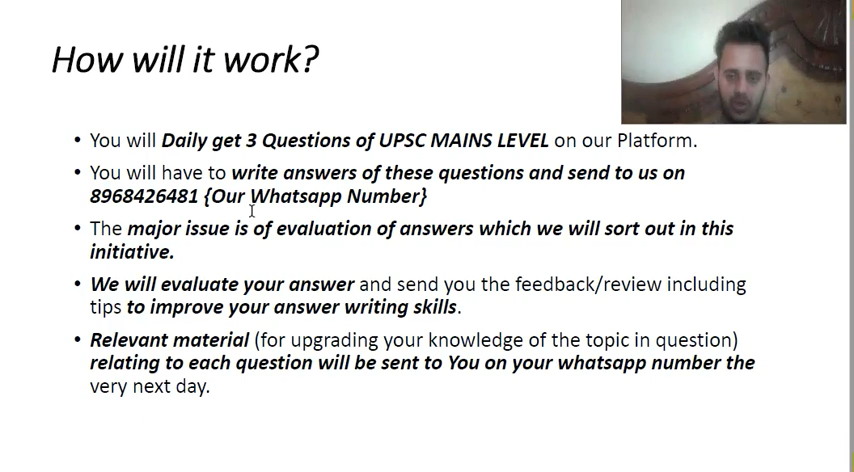 How will it work?
• You will Daily get 3 Questions of UPSC MAINS LEVEL on our Platform.
• You will have to write answers of these questions and send to us on
8968426481 {Our Whatsapp Number}
• The major issue is of evaluation of answers which we will sort out in this
initiative.
• We will evaluate your answer and send you the feedback/review including
tips to improve your answer writing skills.
• Relevant material (for upgrading your knowledge of the topic in question)
relating to each question will be sent to You on your whatsapp number the
very next day.